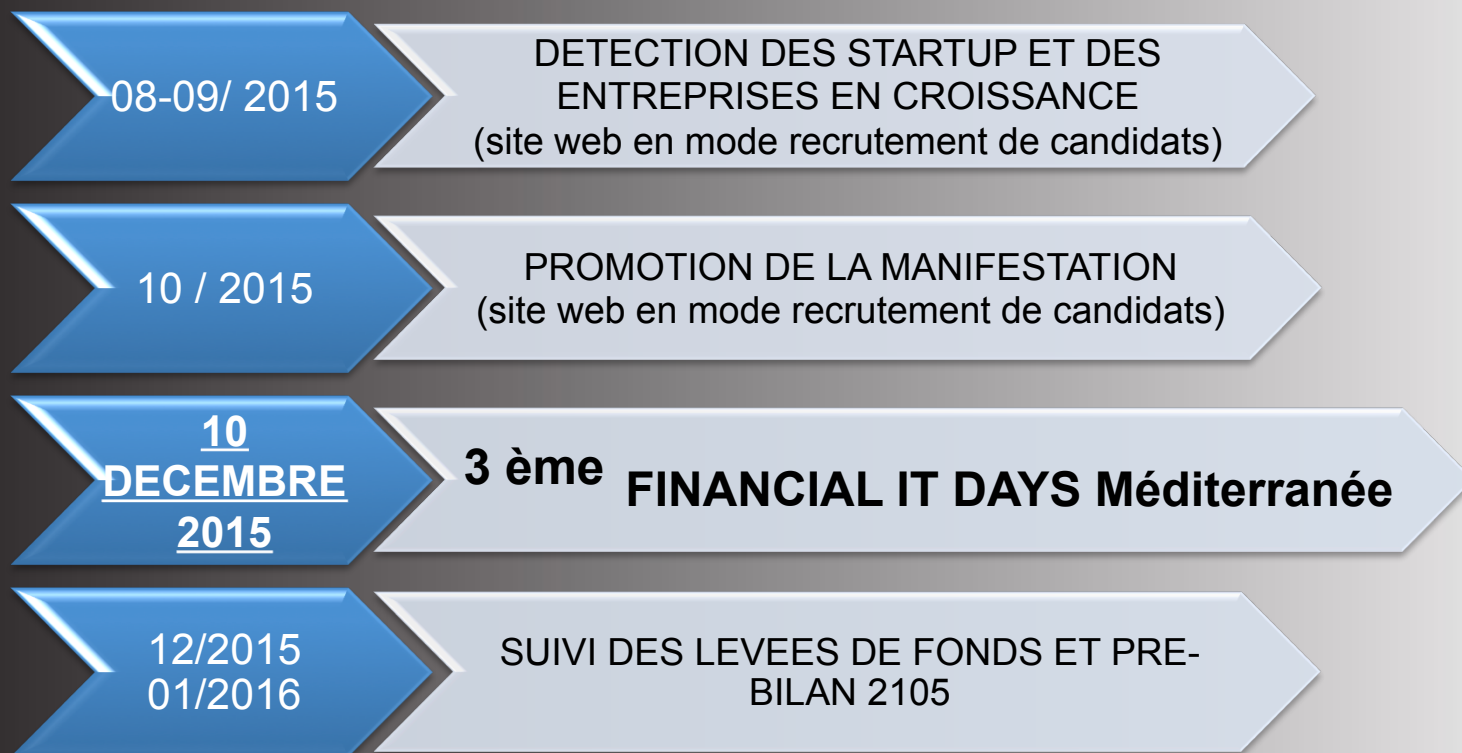 08-09/ 2015
DETECTION DES STARTUP ET DES
ENTREPRISES EN CROISSANCE
(site web en mode recrutement de candidats)
10 / 2015
PROMOTION DE LA MANIFESTATION
(site web en mode recrutement de candidats)
10
DECEMBRE
2015
3 ème FINANCIAL IT DAYS Méditerranée
12/2015
01/2016
SUIVI DES LEVEES DE FONDS ET PRE-
BILAN 2105